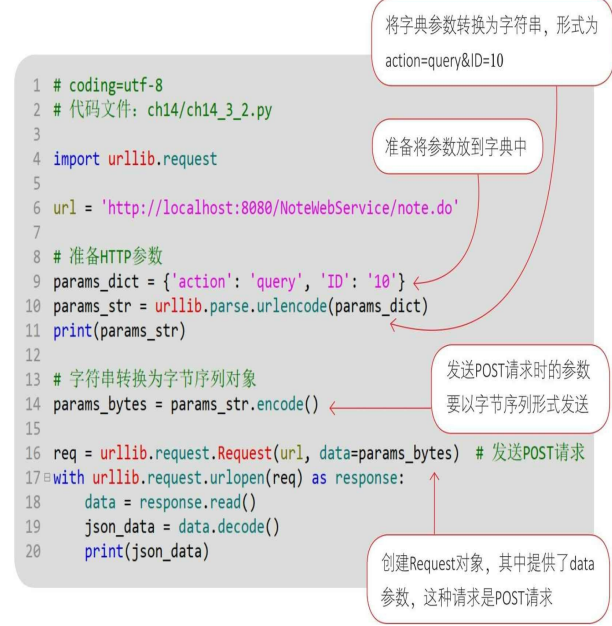 将字典参数转换为字符串，形式为
action=query&ID=10
1 # coding=utf-8
2 # 代码文件：ch14/ch14_3_2.py
3
准备将参数放到字典中
4 import urllib.request
5
6 url = 'http://localhost:8080/NoteWebService/note.do'
7
8 # 准备HTTP参数
9 params_dict = {'action': 'query', 'ID': '10'}
10 params_str = urllib.parse.urlencode(params_dict)
11 print(params_str)
12
发送POST请求时的参数
要以字节序列形式发送
13 # 字符串转换为字节序列对象
14 params_bytes = params_str.encode()
15
16 req = urllib.request.Request(url, data=params_bytes)  # 发送POST请求
17 with urllib.request.urlopen(req) as response:
18     data = response.read()
19     json_data = data.decode()
20     print(json_data)
创建Request对象，其中提供了data
参数，这种请求是POST请求